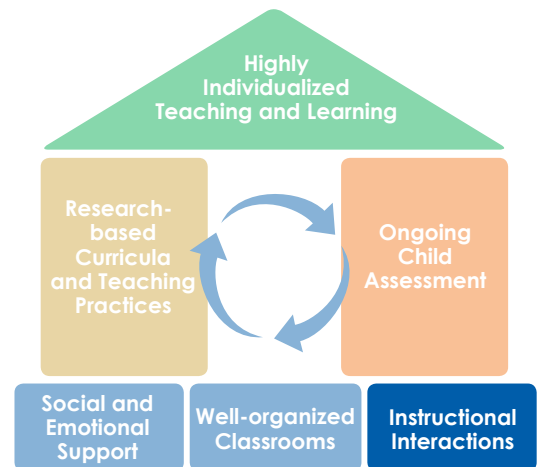 Highly
Individualized
Teaching and Learning
Research-
based
Curricula
and Teaching
Practices
Ongoing
Child
Assessment
Social and
Emotional
Support
Well-organized
Classrooms
Instructional
Interactions